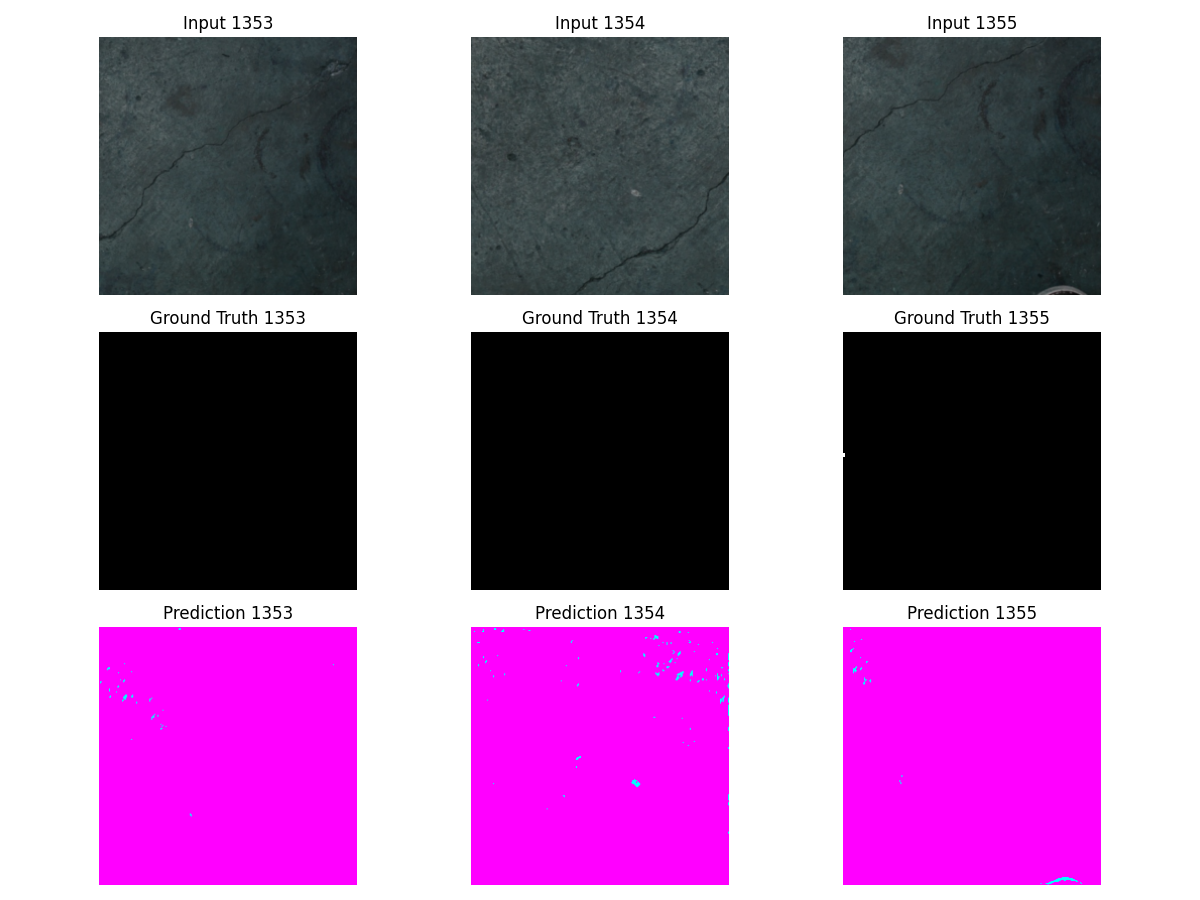 Input 1353
Input 1354
Input 1355
Ground Truth 1353
Ground Truth 1354
Ground Truth 1355
Prediction 1353
Prediction 1354
Prediction 1355